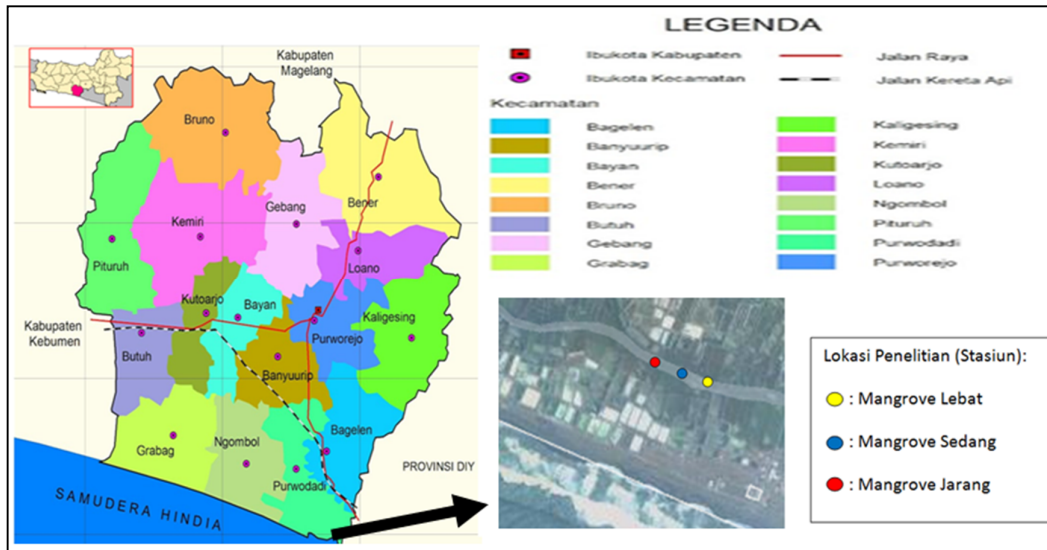 Kabupaten
Magelang
Bruno
Kemiri
Gebang
Bener
Pituruh
Loano
Kutoarjo
Bayan
Kaligesing
Kabupaten
Kebumen
Butuh
Purworejo
Banyuurip
Bagelen
Grabag
Ngombol
Purwodadi
PROVINSI DIY
SAMUDERA HINDIA
LEGENDA
Ibukota Kabupaten
Jalan Raya
Ibukota Kecamatan
Jalan Kereta Api
Kecamatan
Bagelen
Banyuurip
Bayan
Bener
Bruno
Butuh
Gebang
Grabag
Kaligesing
Kemiri
Kutoarjo
Loano
Ngombol
Pituruh
Purwodadi
Purworejo
Lokasi Penelitian (Stasiun):
: Mangrove Lebat
: Mangrove Sedang
: Mangrove Jarang